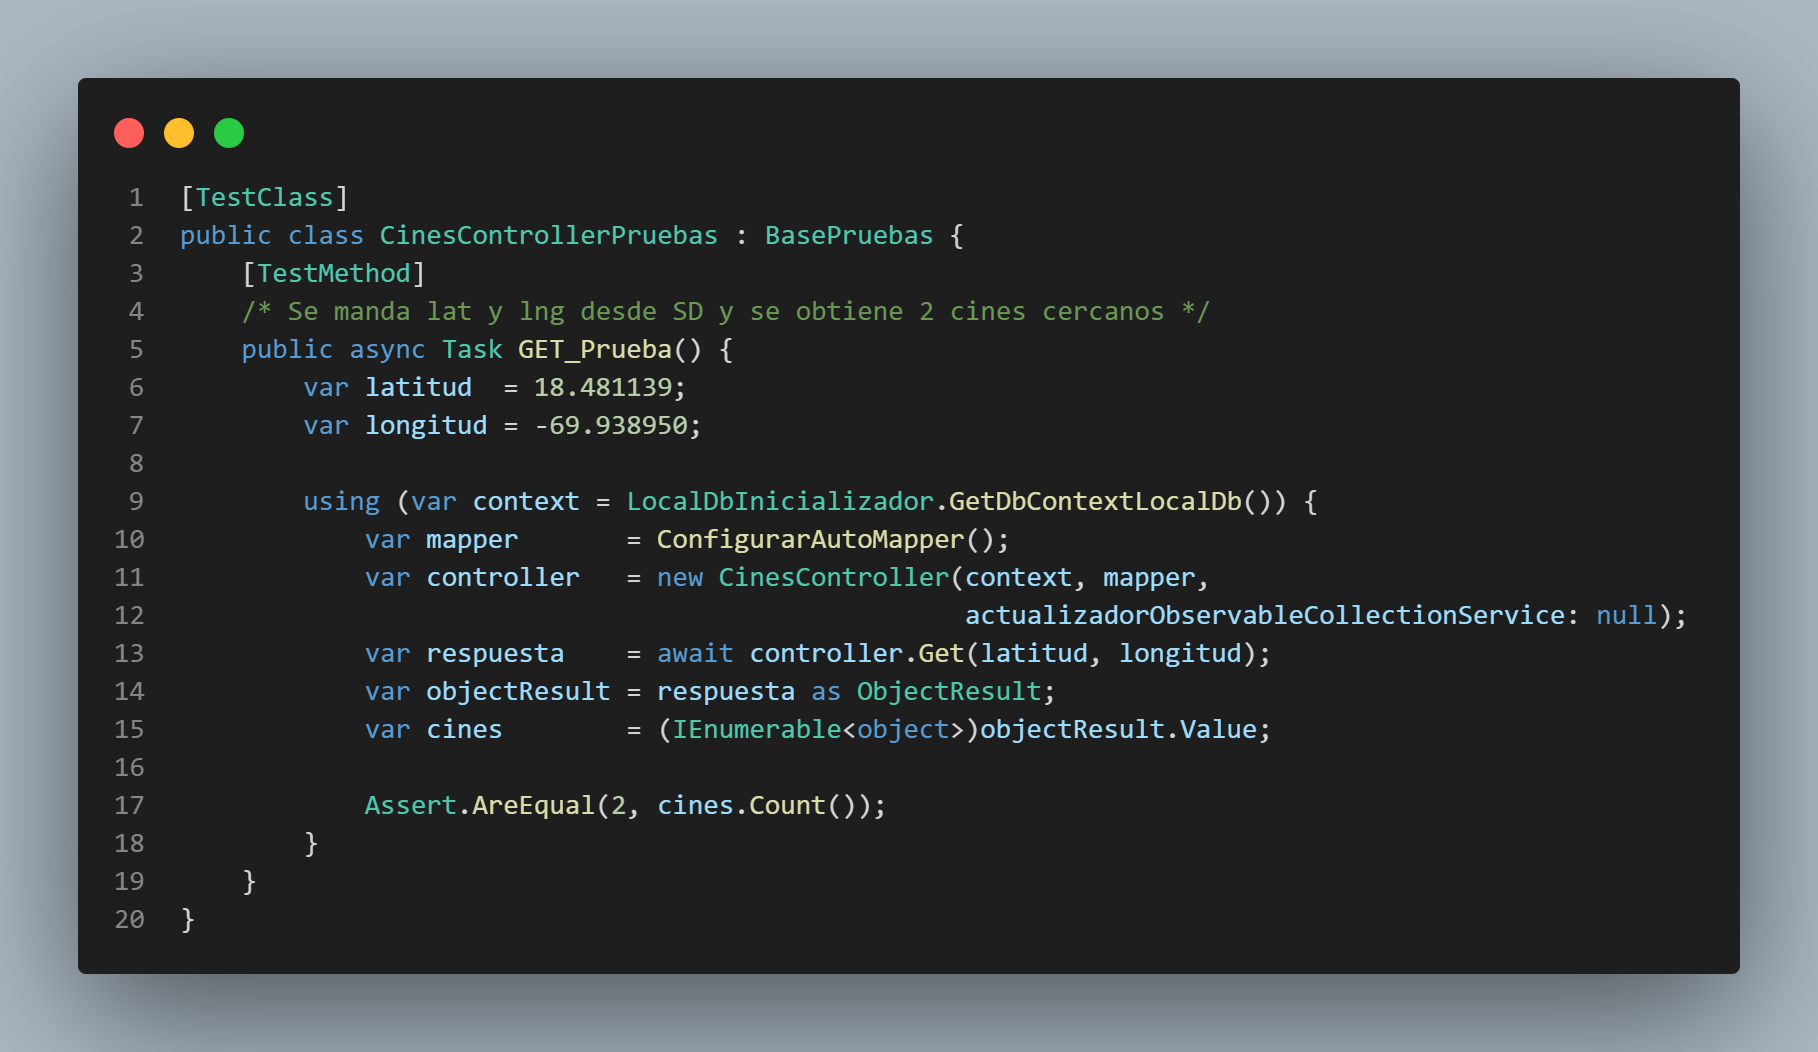 1 [TestClass]
2 public class CinesControllerPruebas : BasePruebas {
3     [TestMethod]
4     /* Se manda lat y lng desde SD y se obtiene 2 cines cercanos */
5     public async Task GET_Prueba() {
6         var latitud  = 18.481139;
7         var longitud = -69.938950;
8
9         using (var context = LocalDbInicializador.GetDbContextLocalDb()) {
10             var mapper       = ConfigurarAutoMapper();
11             var controller   = new CinesController(context, mapper,
12                                                    actualizadorObservableCollectionService: null);
13             var respuesta    = await controller.Get(latitud, longitud);
14             var objectResult = respuesta as ObjectResult;
15             var cines        = (IEnumerable<object>)objectResult.Value;
16
17             Assert.AreEqual(2, cines.Count());
18         }
19     }
20 }